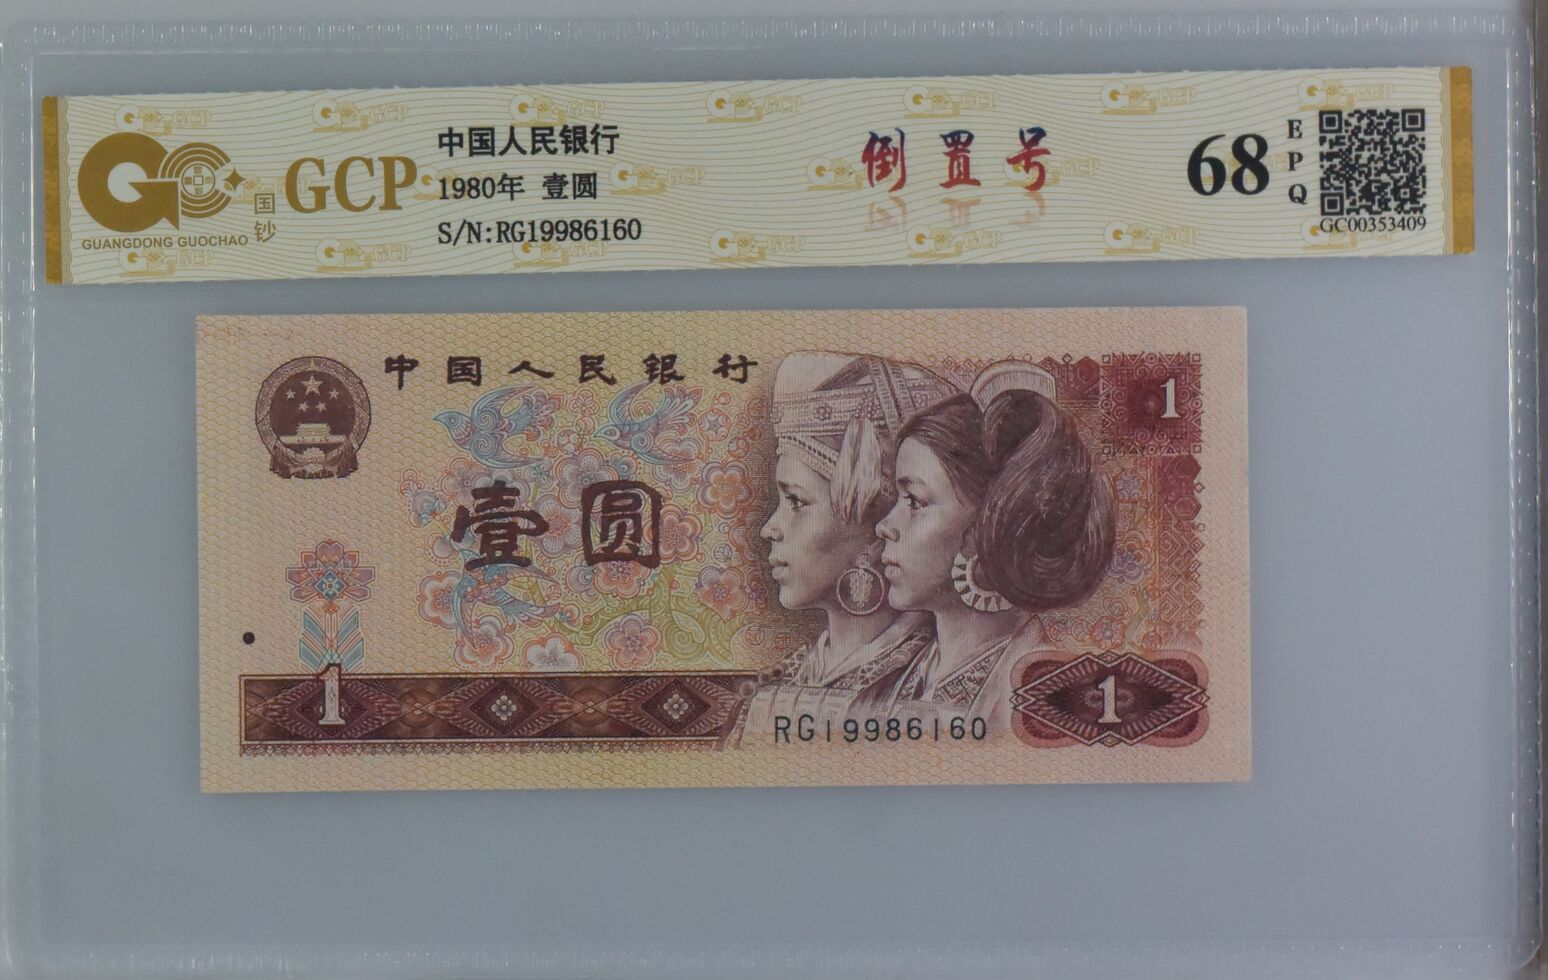 GUANGDONG GUOCHAO
国钞
GCP
中国人民银行
1980年 壹圆
S/N:RG19986160
倒置号
68
EPQ
GC00353409
中国人民银行
1
壹圆
1
RG19986160
1